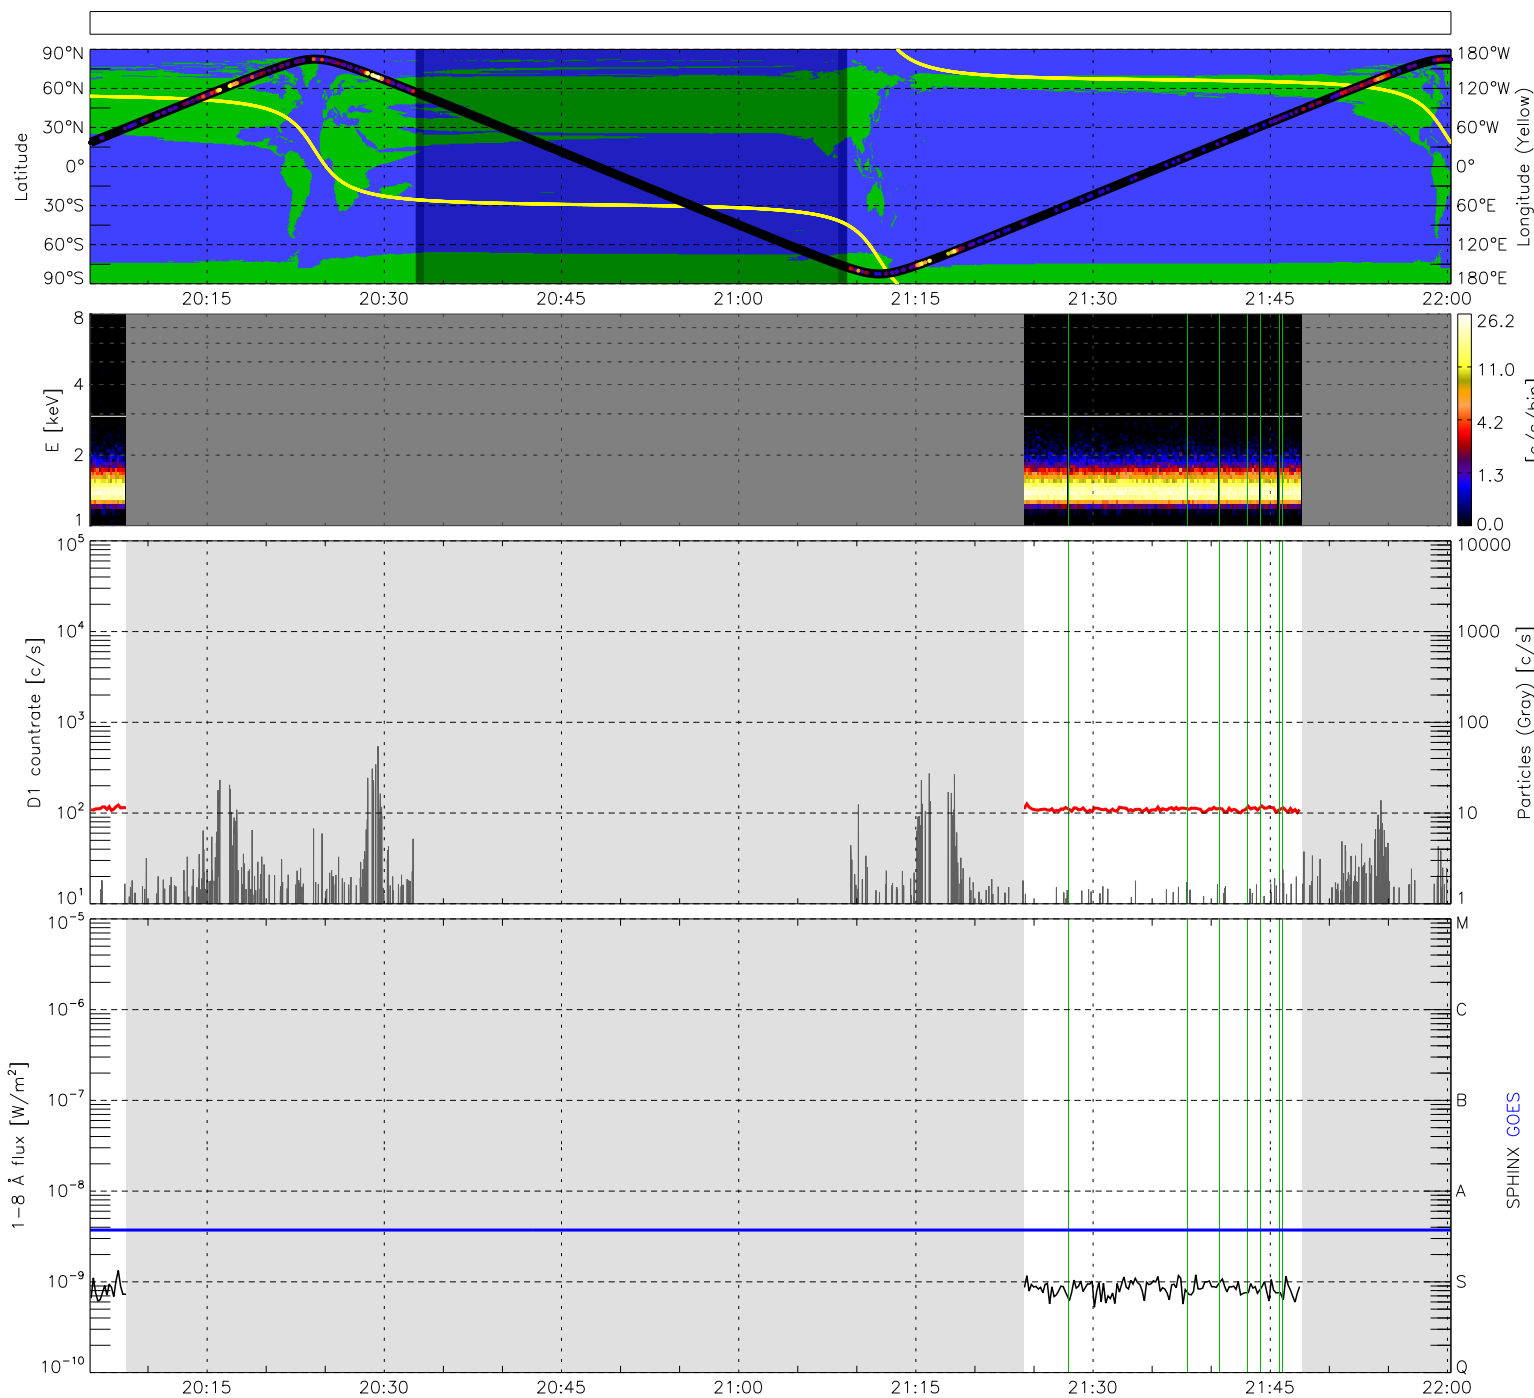 90°N
60°N
30°N
0°
30°S
60°S
90°S
Latitude
180°W
120°W
60°W
0°
60°E
120°E
180°E
Longitude (Yellow)
20:15 20:30 20:45 21:00 21:15 21:30 21:45 22:00
8
4
2
1
E [keV]
26.2
11.0
4.2
1.3
0.0
[c/s/bin]
10⁵
10⁴
10³
10²
10¹
D1 countrate [c/s]
10000
1000
100
10
1
Particles (Gray) [c/s]
10⁻⁵
10⁻⁶
10⁻⁷
10⁻⁸
10⁻⁹
10⁻¹⁰
1−8 Å flux [W/m²]
M
C
B
A
S
Q
SPHINX GOES
20:15 20:30 20:45 21:00 21:15 21:30 21:45 22:00